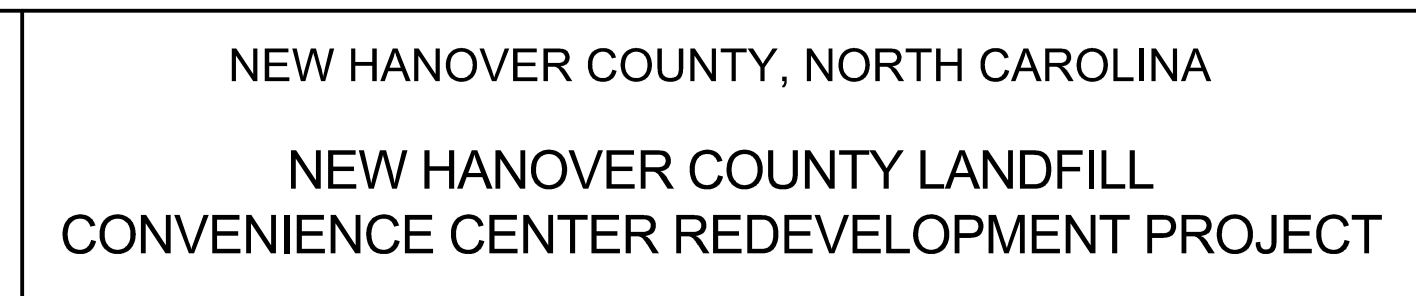 NEW HANOVER COUNTY, NORTH CAROLINA
NEW HANOVER COUNTY LANDFILL
CONVENIENCE CENTER REDEVELOPMENT PROJECT